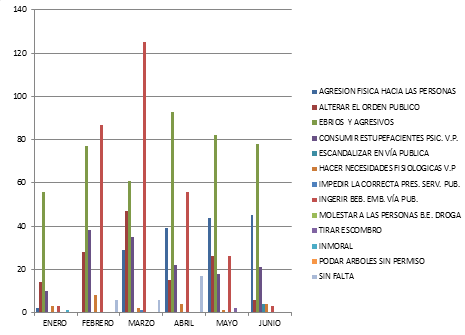 140
120
100
80
60
40
20
0
ENERO FEBRERO MARZO ABRIL MAYO JUNIO
AGRESION FISICA HACIA LAS PERSONAS
ALTERAR EL ORDEN PUBLICO
EBRIOS Y AGRESIVOS
CONSUMIR ESTUPEFACIENTES PSIC. V.P.
ESCANDALIZAR EN VÍA PUBLICA
HACER NECESIDADES FISIOLOGICAS V.P
IMPEDIR LA CORRECTA PRES. SERV. PUB.
INGERIR BEB. EMB. VÍA PUB.
MOLESTAR A LAS PERSONAS B.E. DROGA
TIRAR ESCOMBRO
INMORAL
PODAR ARBOLES SIN PERMISO
SIN FALTA